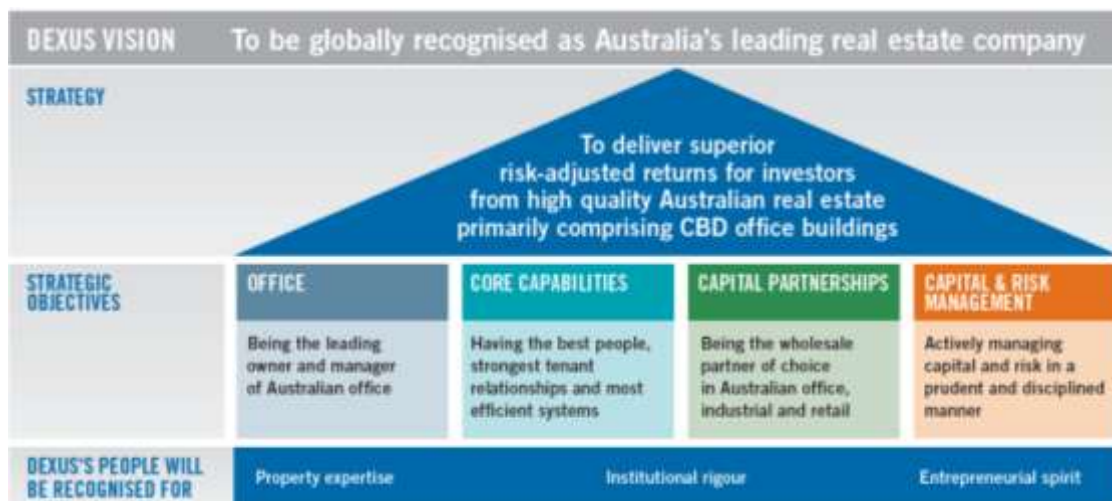 DEXUS VISION To be globally recognised as Australia's leading real estate company
STRATEGY
To deliver superior
risk-adjusted returns for investors
from high quality Australian real estate
primarily comprising CBD office buildings
STRATEGIC
OBJECTIVES
OFFICE
Being the leading
owner and manager
of Australian office
CORE CAPABILITIES
Having the best people,
strongest tenant
relationships and most
efficient systems
CAPITAL PARTNERSHIPS
Being the wholesale
partner of choice
in Australian office,
industrial and retail
CAPITAL & RISK
MANAGEMENT
Actively managing
capital and risk in a
prudent and disciplined
manner
DEXUS'S PEOPLE WILL
BE RECOGNISED FOR
Property expertise
Institutional rigour
Entrepreneurial spirit